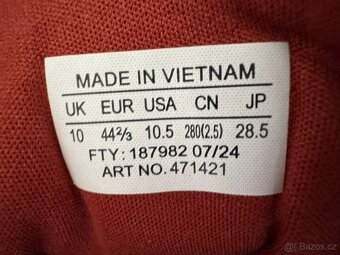 MADE IN VIETNAM
UK EUR USA CN JP
10 44⅔ 10.5 280(2.5) 28.5
FTY: 187982 07/24
ART NO. 471421
Bazos.cz